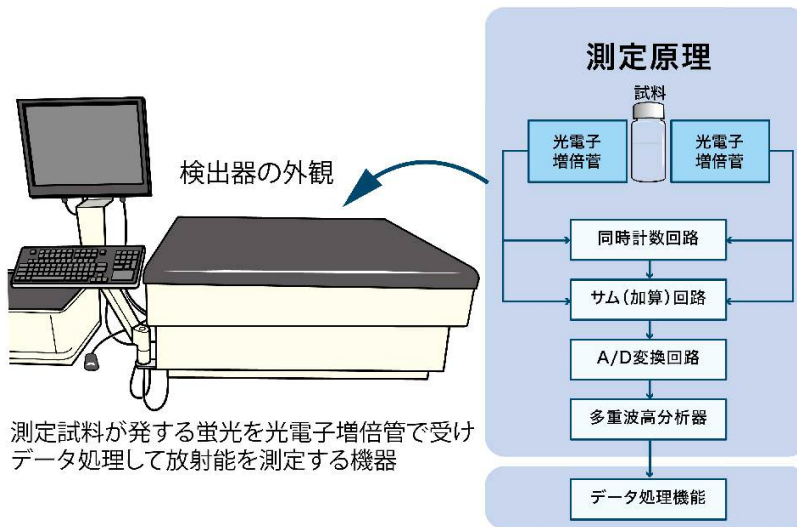 測定原理
試料
光電子
増倍菅
光電子
増倍菅
検出器の外観
同時計数回路
サム(加算)回路
A/D変換回路
多重波高分析器
データ処理機能
測定試料が発する蛍光を光電子増倍管で受け
データ処理して放射能を測定する機器